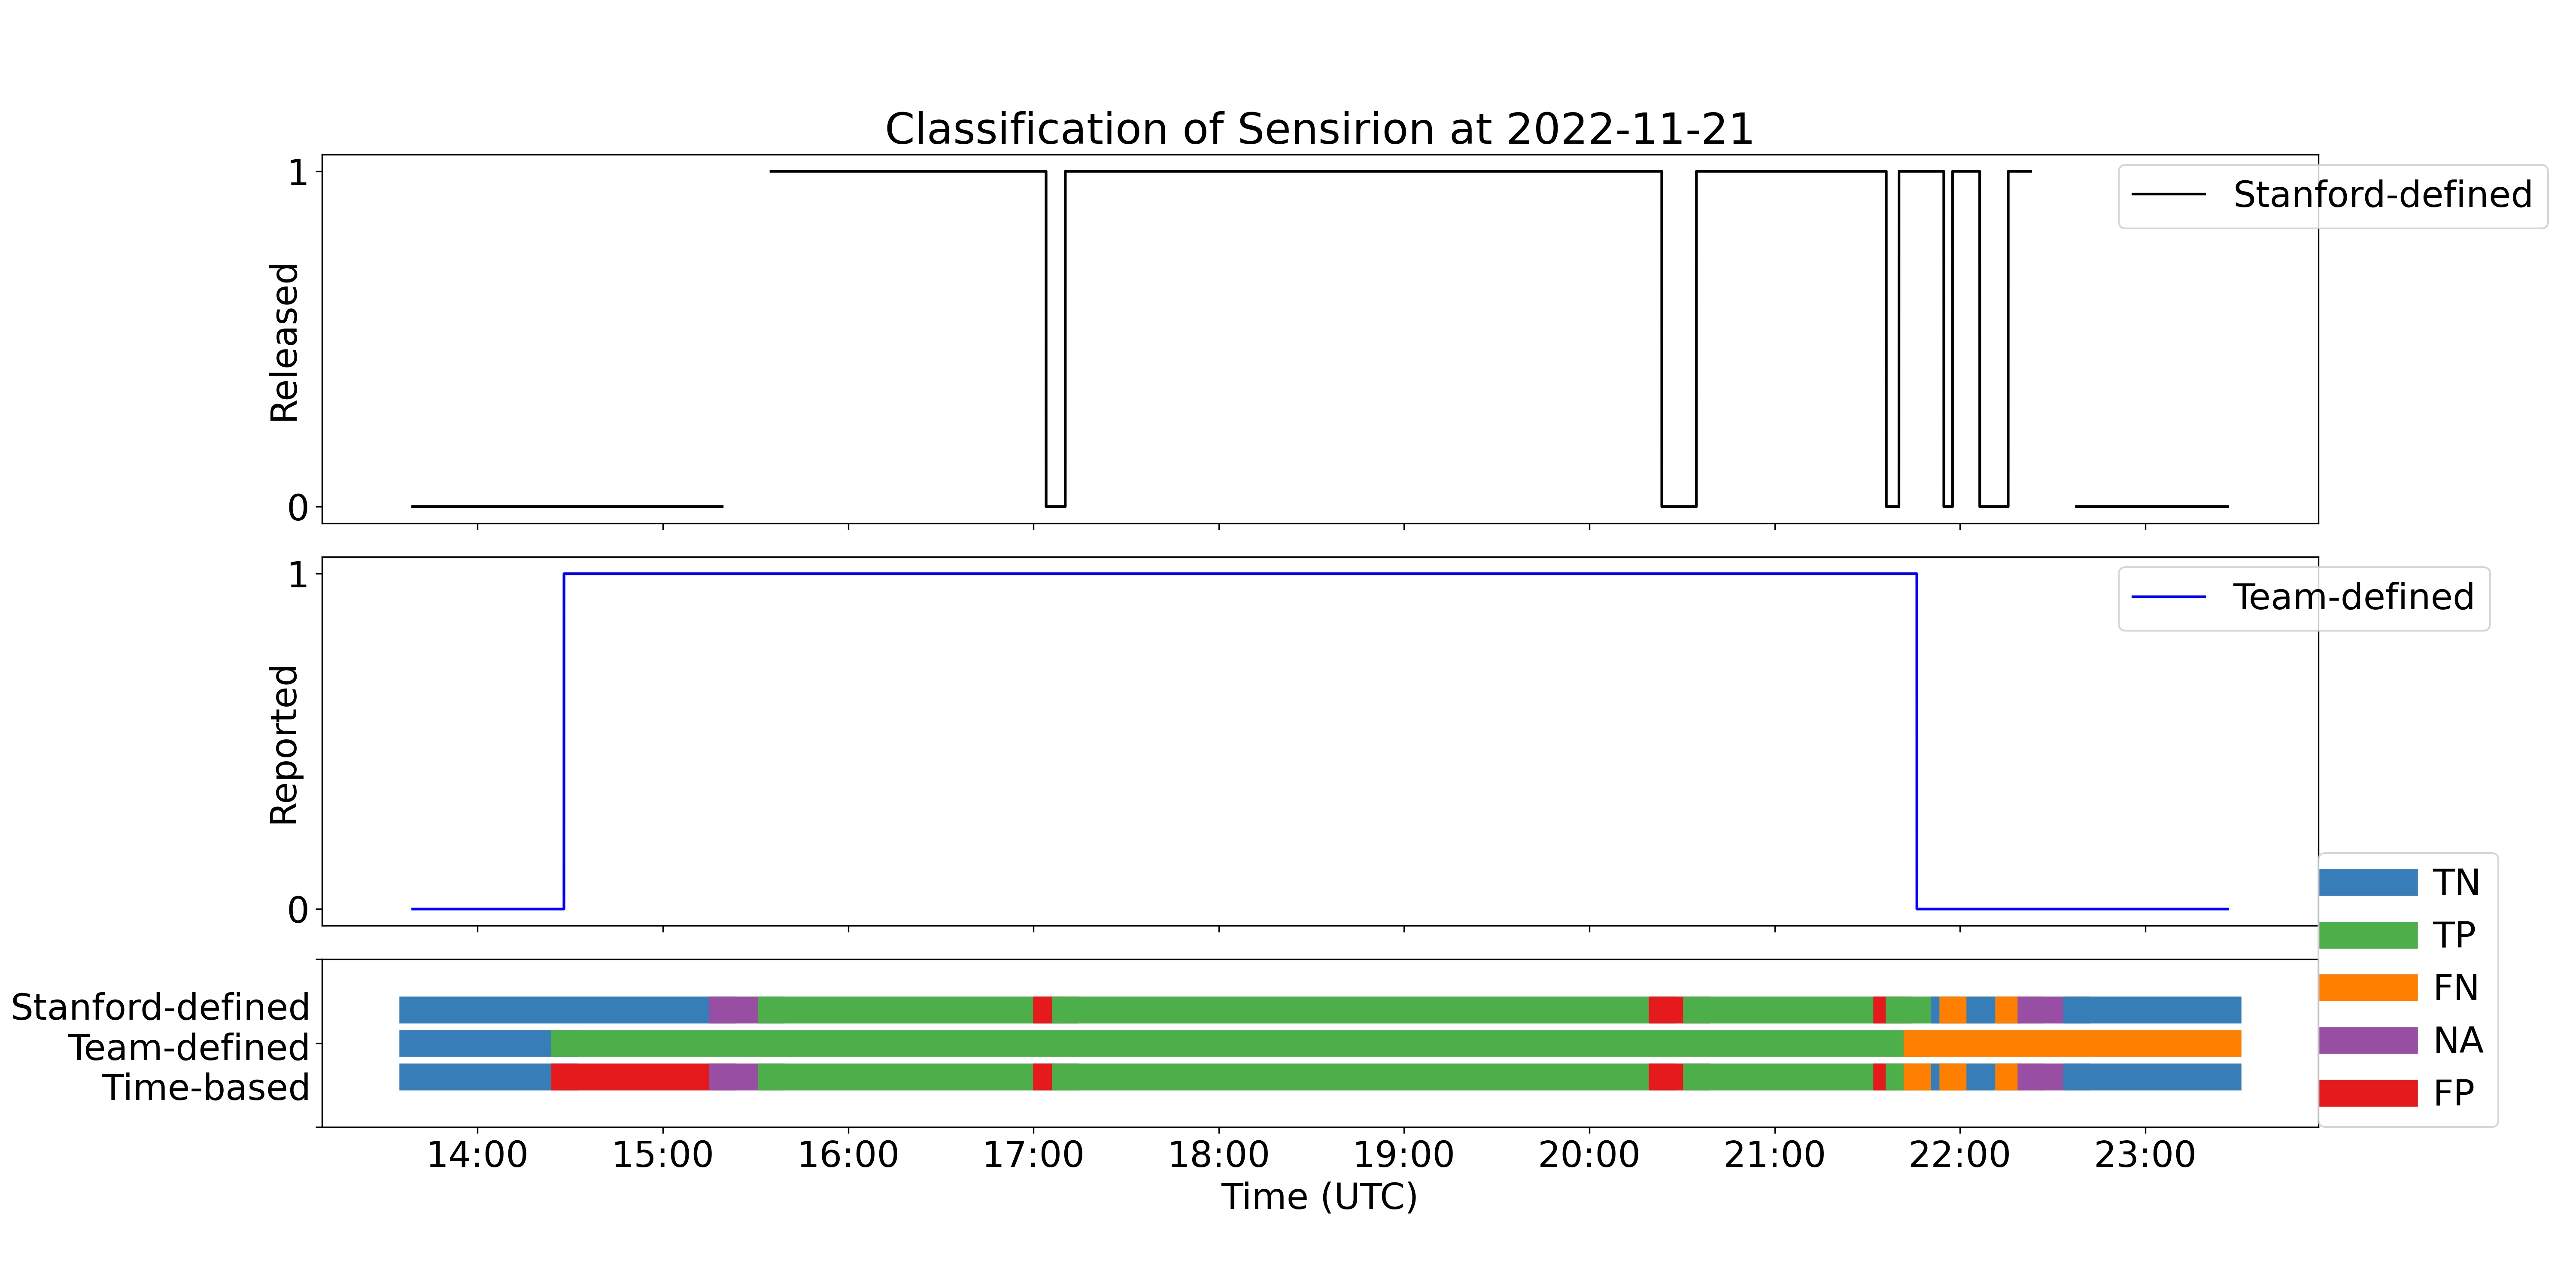 Classification of Sensirion at 2022-11-21
1
0
Released
Stanford-defined
1
0
Reported
Team-defined
TN
TP
FN
NA
FP
Stanford-defined
Team-defined
Time-based
14:00 15:00 16:00 17:00 18:00 19:00 20:00 21:00 22:00 23:00
Time (UTC)